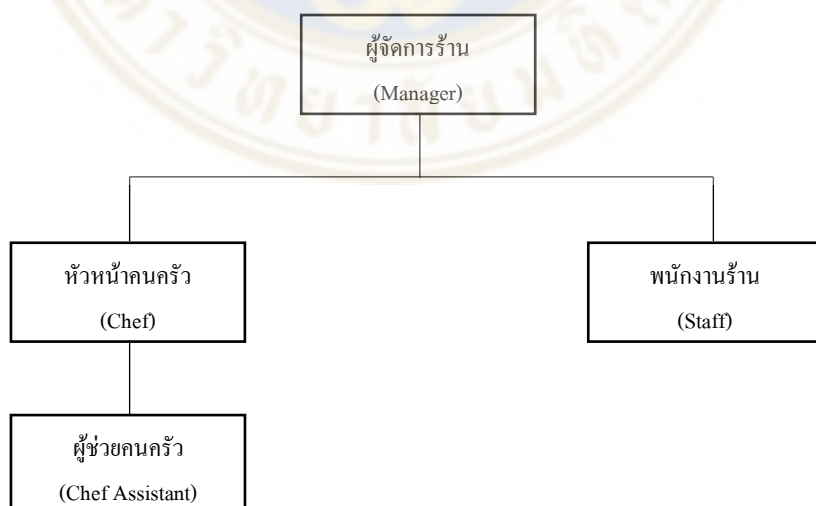 ผู้จัดการร้าน
(Manager)
หัวหน้าคนครัว
(Chef)
พนักงานร้าน
(Staff)
ผู้ช่วยคนครัว
(Chef Assistant)